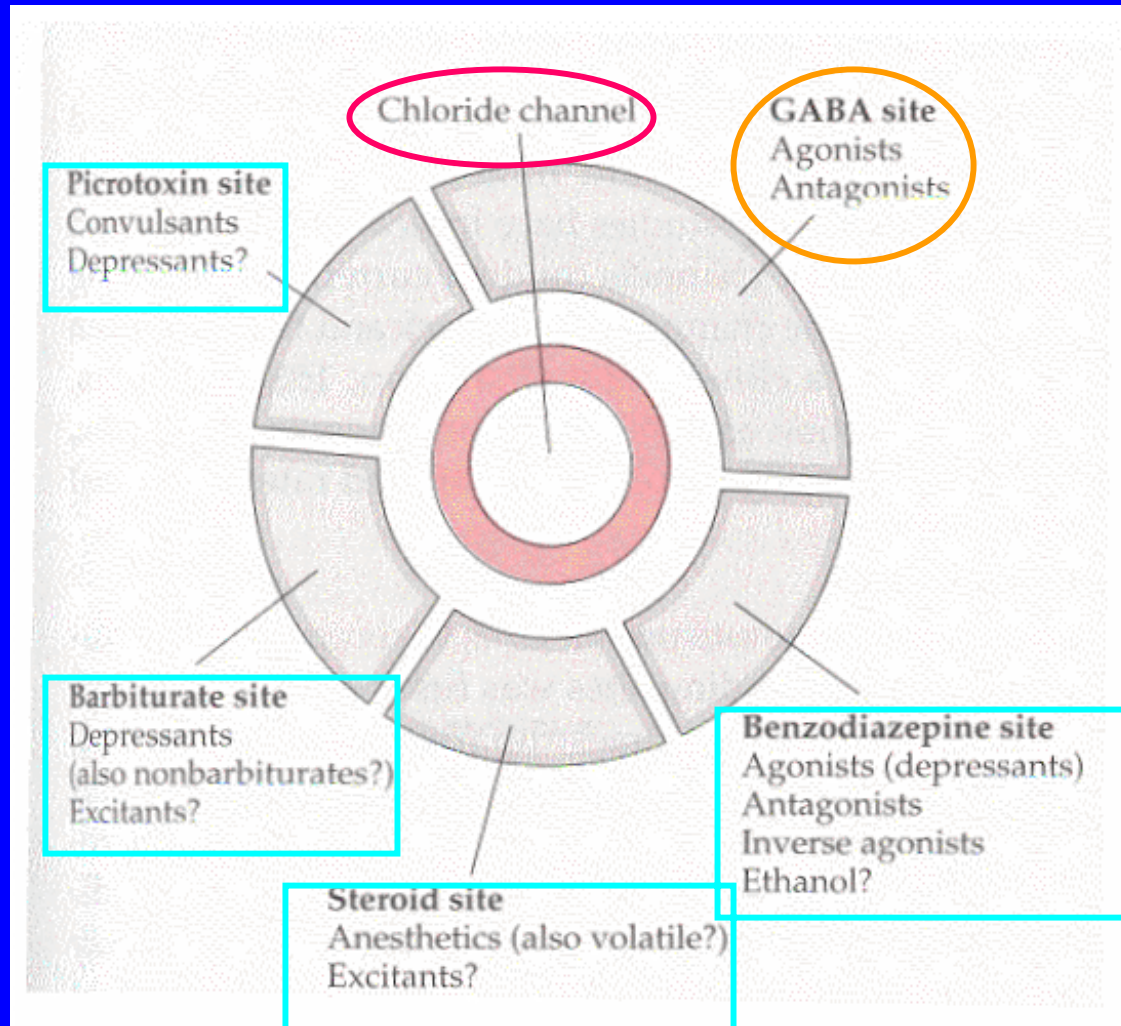 Chloride channel
GABA site
Agonists
Antagonists
Picrotoxin site
Convulsants
Depressants?
Barbiturate site
Depressants
(also nonbarbiturates?)
Excitants?
Benzodiazepine site
Agonists (depressants)
Antagonists
Inverse agonists
Ethanol?
Steroid site
Anesthetics (also volatile?)
Excitants?